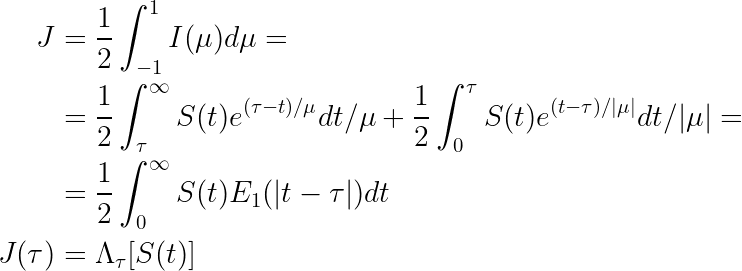 J = \frac{1}{2} \int_{-1}^{1} I(\mu) d\mu =
= \frac{1}{2} \int_{\tau}^{\infty} S(t) e^{(\tau - t)/\mu} dt/\mu + \frac{1}{2} \int_{0}^{\tau} S(t) e^{(t - \tau)/|\mu|} dt/|\mu| =
= \frac{1}{2} \int_{0}^{\infty} S(t) E_1(|t - \tau|) dt
J(\tau) = \Lambda_{\tau}[S(t)]